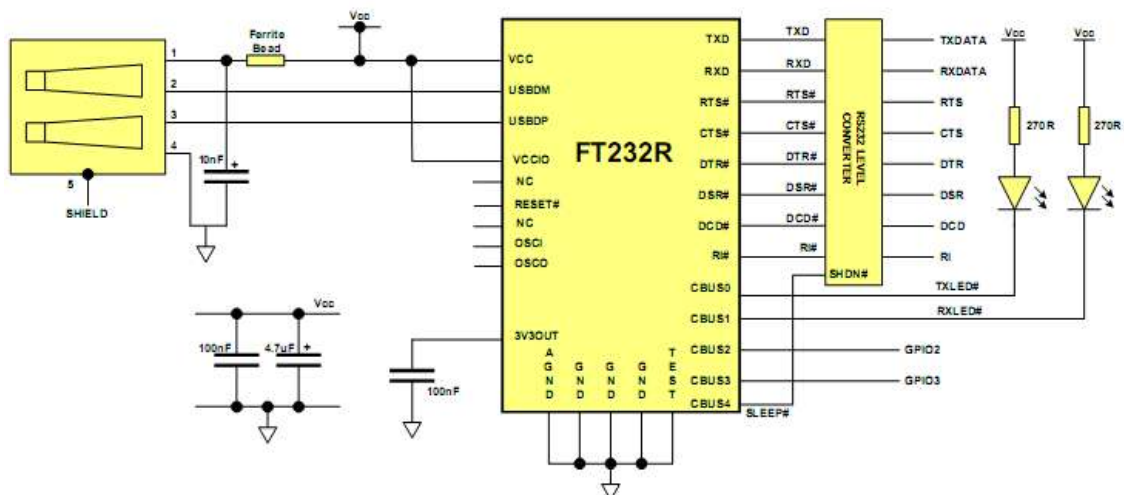 Vcc
Ferrite
Bead
1
2
3
4
5
SHIELD
10nF
+
VCC
USBDM
USBDP
VCCIO
NC
RESET#
NC
OSCI
OSCO
3V3OUT
FT232R
AGND
GND
GND
GND
TEST
TXD
RXD
RTS#
CTS#
DTR#
DSR#
DCD#
RI#
CBUS0
CBUS1
CBUS2
CBUS3
CBUS4
TXD
RXD
RTS#
CTS#
DTR#
DSR#
DCD#
RI#
SLEEP#
RS232 LEVEL
CONVERTER
SHDN#
TXDATA
RXDATA
RTS
CTS
DTR
DSR
DCD
RI
TXLED#
RXLED#
GPIO2
GPIO3
Vcc
Vcc
270R
270R
Vcc
100nF
4.7uF
+
100nF